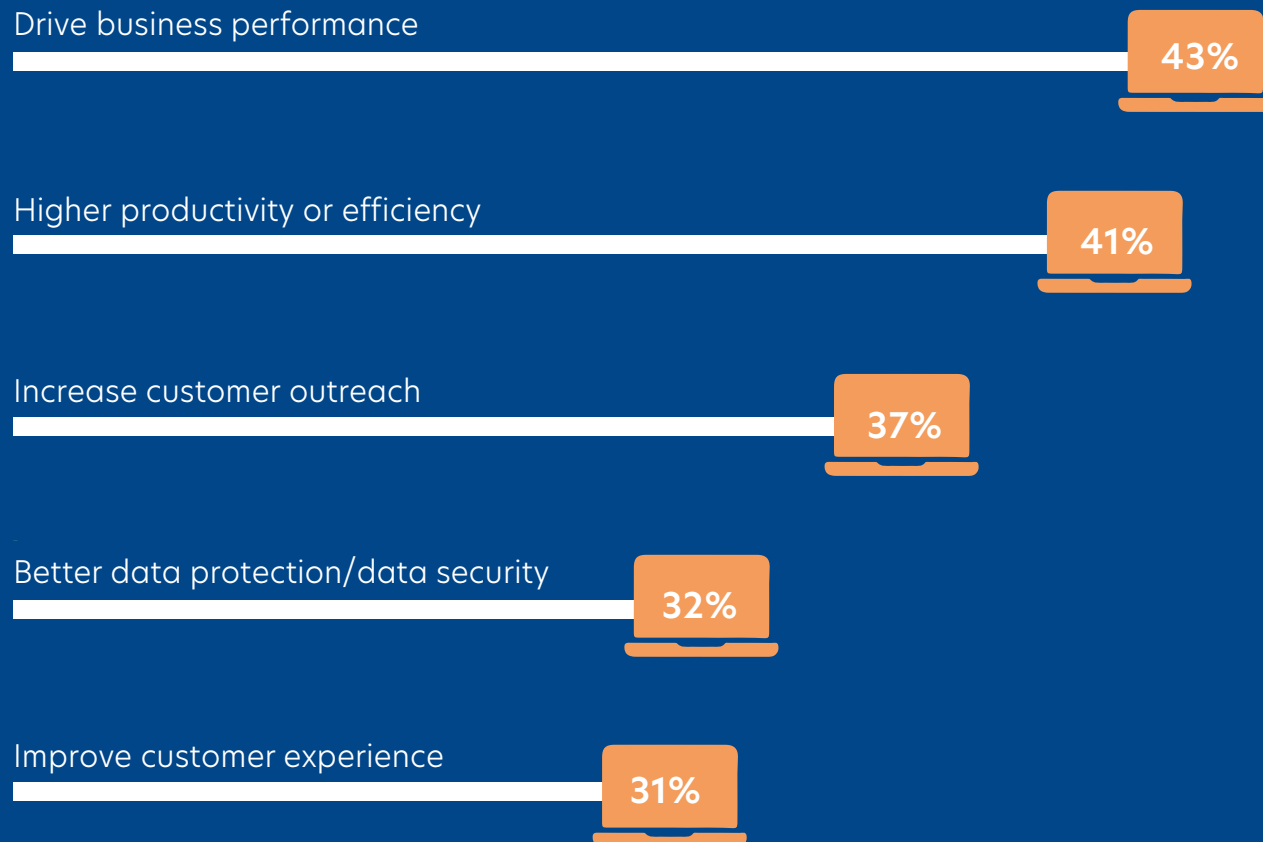 Drive business performance
43%
Higher productivity or efficiency
41%
Increase customer outreach
37%
Better data protection/data security
32%
Improve customer experience
31%